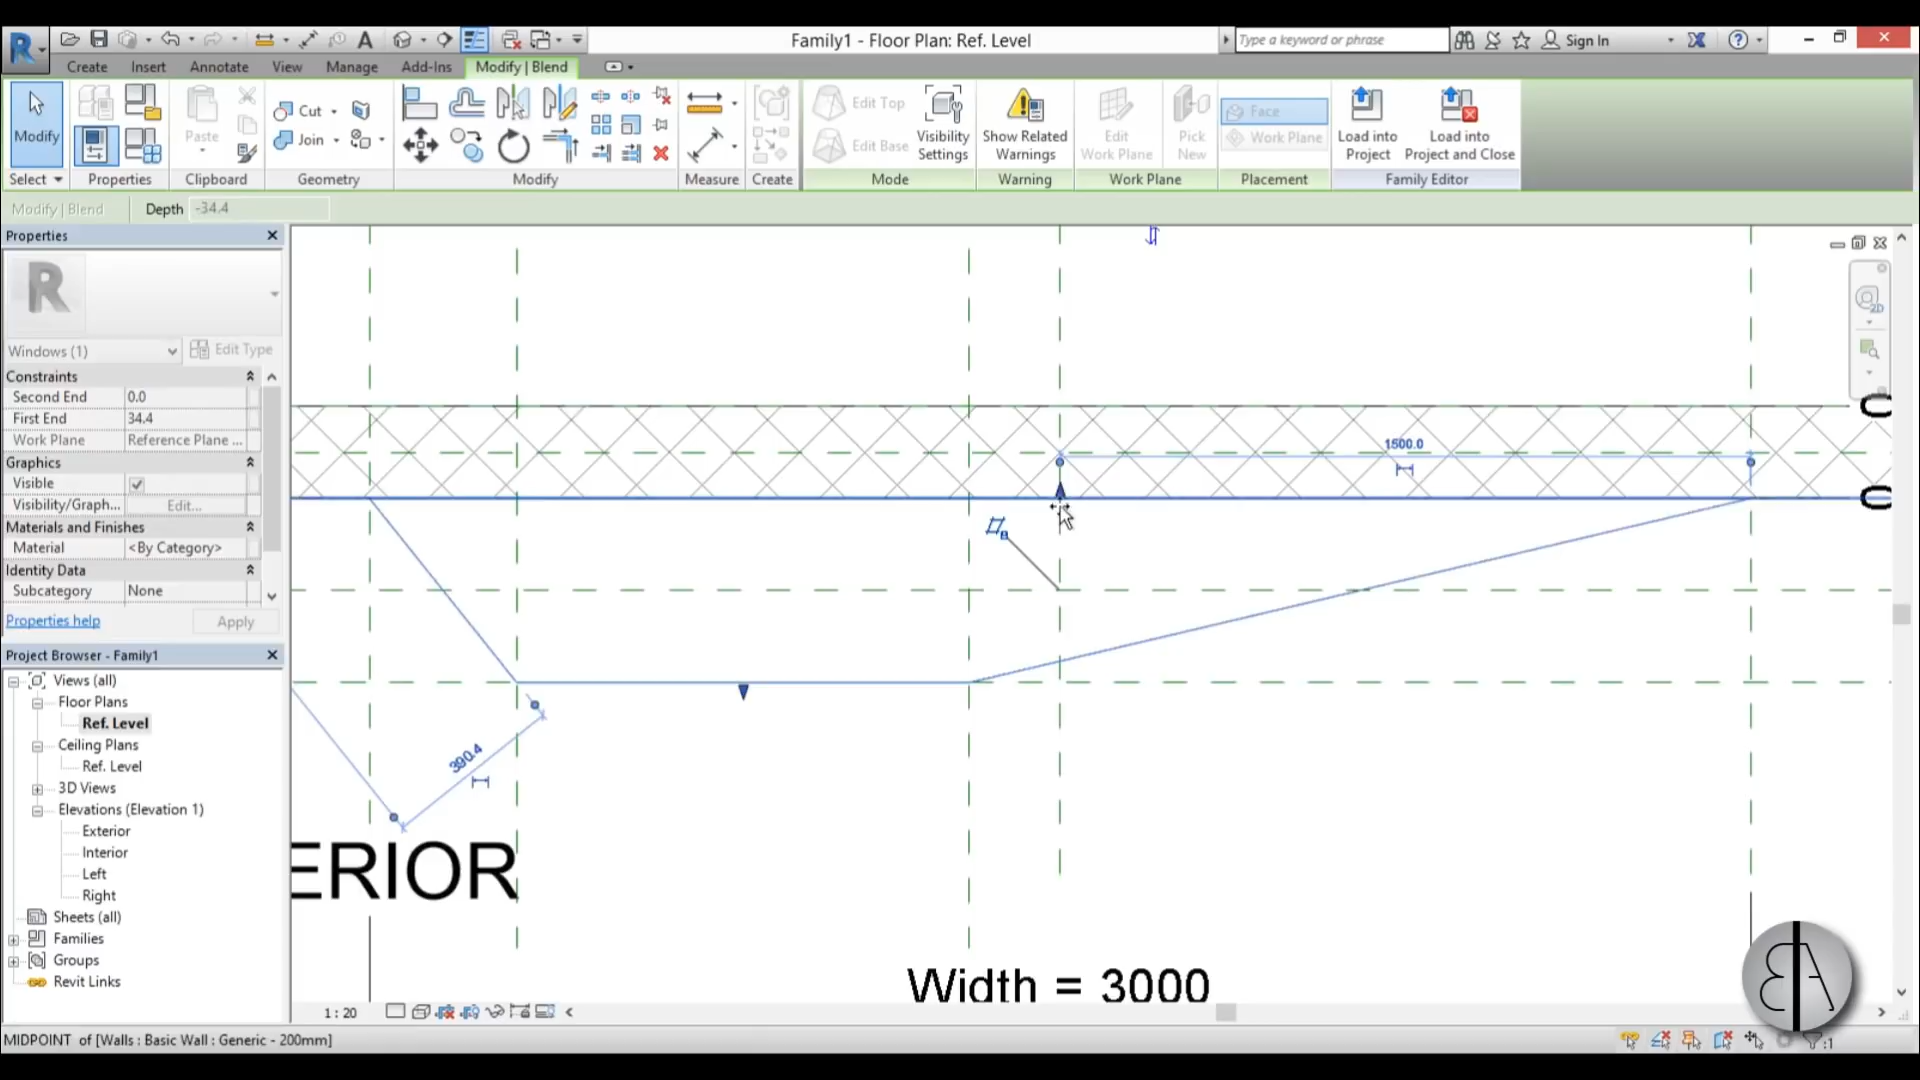 Family1 - Floor Plan: Ref. Level
Type a keyword or phrase
Sign In
Create
Insert
Annotate
View
Manage
Add-Ins
Modify | Blend
Modify
Paste
Cut
Join
Edit Top
Edit Base
Visibility
Settings
Show Related
Warnings
Edit
Work Plane
Pick
New
Face
Work Plane
Load into
Project
Load into
Project and Close
Select
Properties
Clipboard
Geometry
Modify
Measure
Create
Mode
Warning
Work Plane
Placement
Family Editor
Modify | Blend
Depth
-34.4
Properties
R
Windows (1)
Edit Type
Constraints
Second End
0.0
First End
34.4
Work Plane
Reference Plane ...
Graphics
Visible
Visibility/Graph...
Edit...
Materials and Finishes
Material
<By Category>
Identity Data
Subcategory
None
Properties help
Apply
Project Browser - Family1
Views (all)
Floor Plans
Ref. Level
Ceiling Plans
Ref. Level
3D Views
Elevations (Elevation 1)
Exterior
Interior
Left
Right
Sheets (all)
Families
Groups
Revit Links
1500.0
390.4
ERIOR
Width = 3000
1 : 20
MIDPOINT of [Walls : Basic Wall : Generic - 200mm]
:1